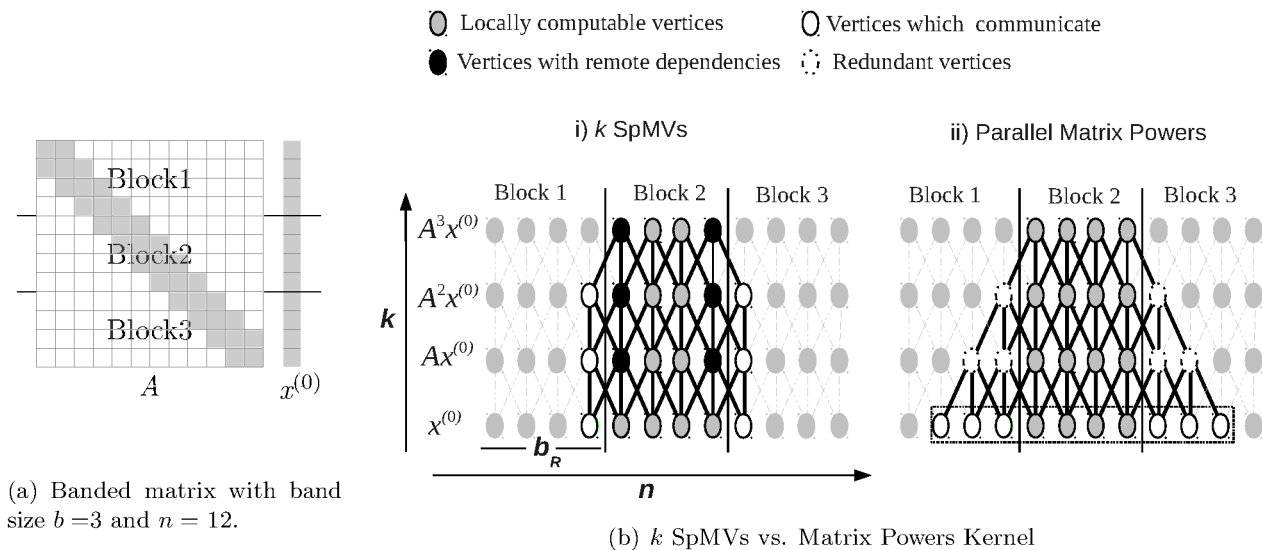 Locally computable vertices
Vertices which communicate
Vertices with remote dependencies
Redundant vertices
i) k SpMVs
ii) Parallel Matrix Powers
Block1
Block2
Block3
A
x⁽⁰⁾
(a) Banded matrix with band
size b =3 and n = 12.
Block 1
Block 2
Block 3
A³x⁽⁰⁾
A²x⁽⁰⁾
Ax⁽⁰⁾
x⁽⁰⁾
k
b_R
n
Block 1
Block 2
Block 3
(b) k SpMVs vs. Matrix Powers Kernel